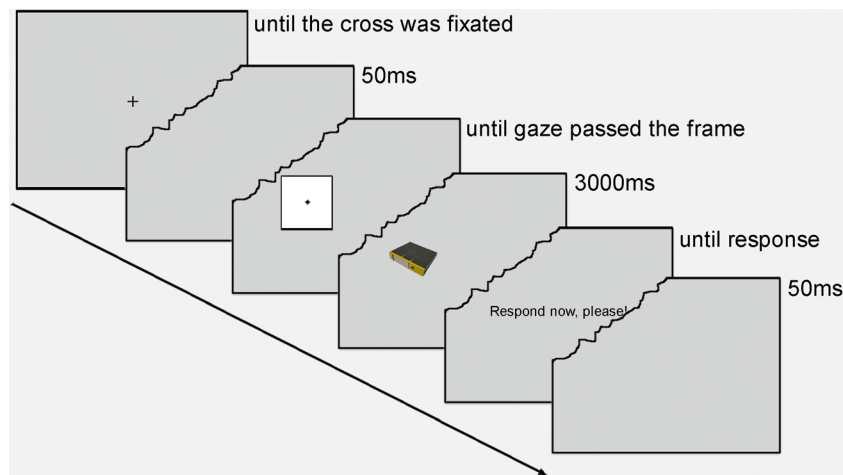 until the cross was fixated
50ms
until gaze passed the frame
3000ms
until response
Respond now, please!
50ms